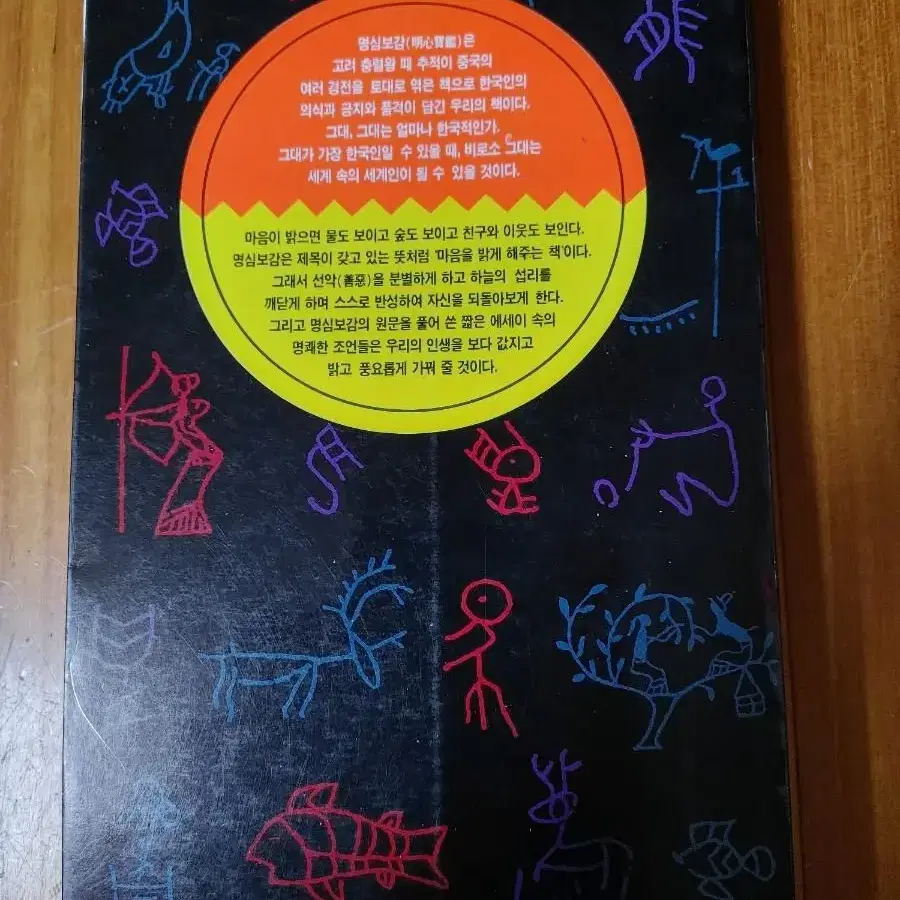 명심보감(明心寶鑑)은
고려 충렬왕 때 추적이 중국의
여러 경전을 토대로 엮은 책으로 한국인의
의식과 긍지와 품격이 담긴 우리의 책이다.
그대, 그대는 얼마나 한국적인가.
그대가 가장 한국인일 수 있을 때, 비로소 그대는
세계 속의 세계인이 될 수 있을 것이다.
마음이 밝으면 물도 보이고 숲도 보이고 친구와 이웃도 보인다.
명심보감은 제목이 갖고 있는 뜻처럼 '마음을 밝게 해주는 책'이다.
그래서 선악(善惡)을 분별하게 하고 하늘의 섭리를
깨닫게 하며 스스로 반성하여 자신을 되돌아보게 한다.
그리고 명심보감의 원문을 풀어 쓴 짧은 에세이 속의
명쾌한 조언들은 우리의 인생을 보다 값지고
밝고 풍요롭게 가꿔 줄 것이다.